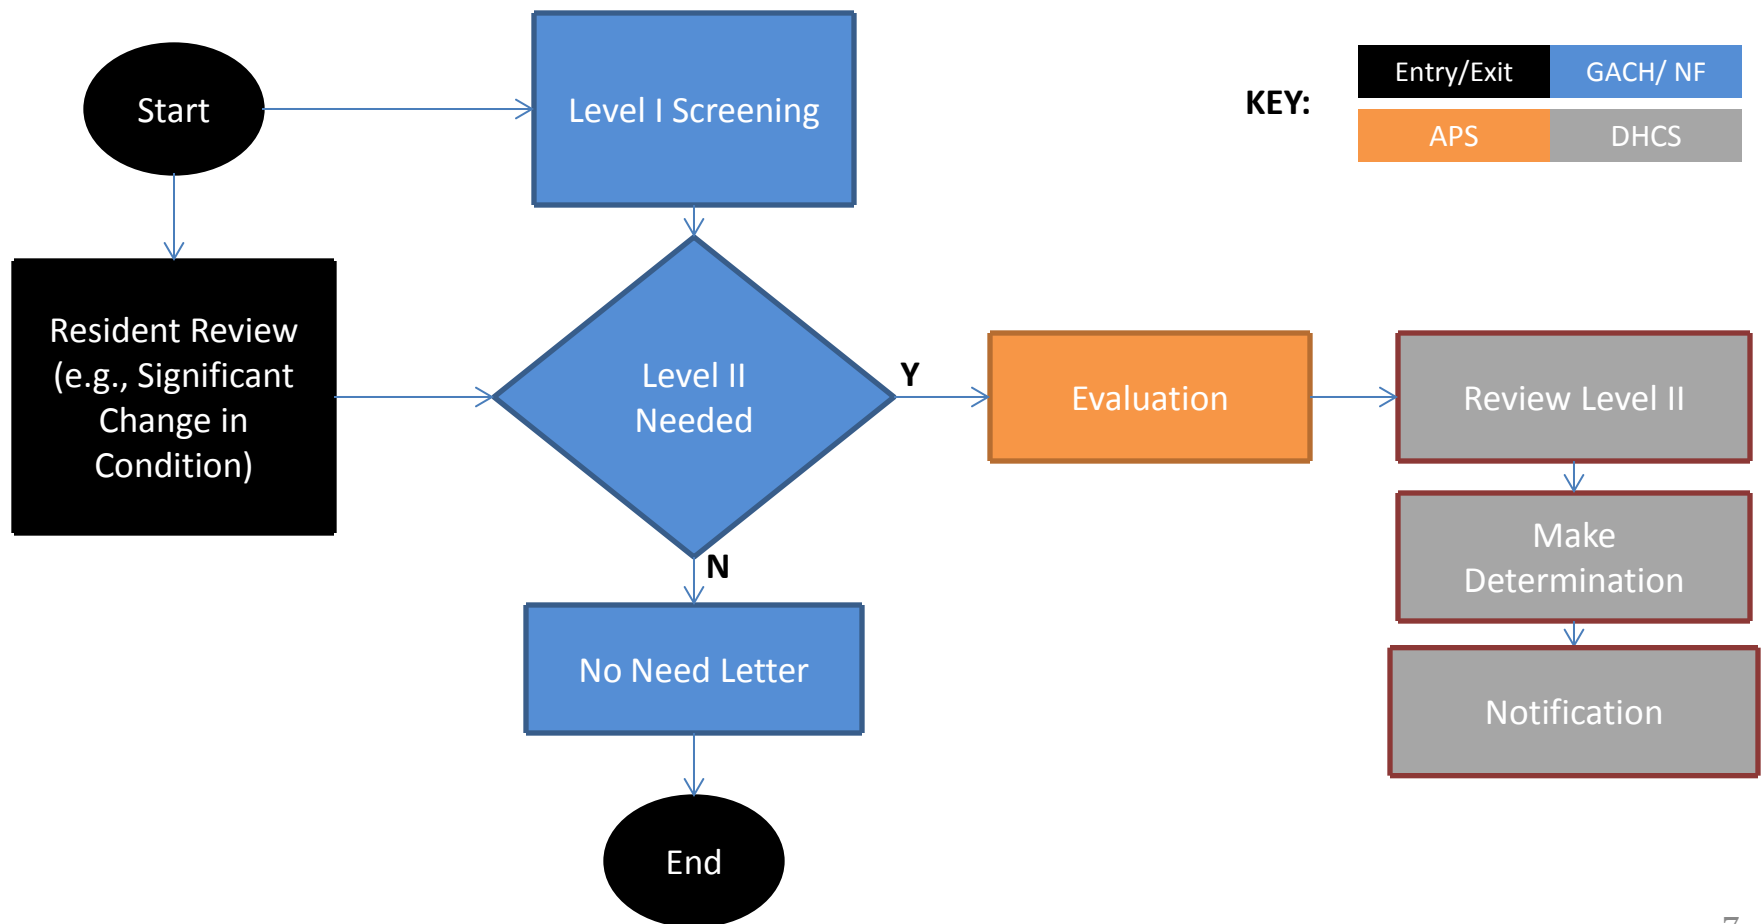 Start
Level I Screening
KEY:
Entry/Exit
GACH/ NF
APS
DHCS
Resident Review
(e.g., Significant
Change in
Condition)
Level II
Needed
Y
Evaluation
Review Level II
Make
Determination
N
No Need Letter
Notification
End
7